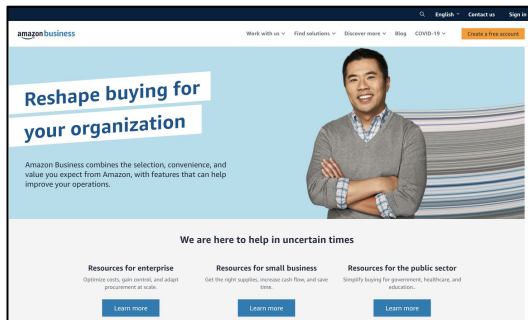 English Contact us Sign in
amazon business Work with us Find solutions Discover more Blog COVID-19 Create a free account
Reshape buying for
your organization
Amazon Business combines the selection, convenience, and
value you expect from Amazon, with features that can help
improve your operations.
We are here to help in uncertain times
Resources for enterprise
Optimize costs, gain control, and adapt
procurement at scale.
Learn more
Resources for small business
Get the right supplies, increase cash flow, and save
time.
Learn more
Resources for the public sector
Simplify buying for government, healthcare, and
education..
Learn more